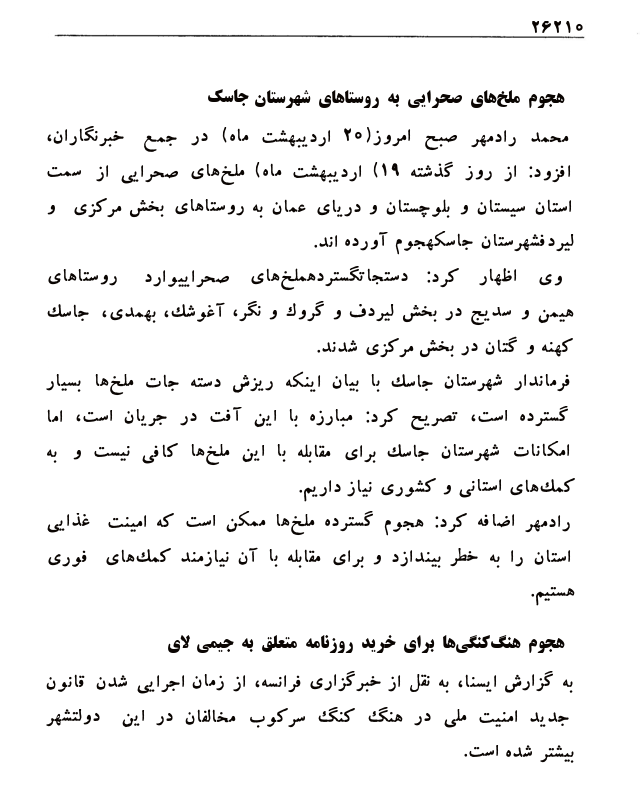 ۲۶۲۱۰
هجوم ملخ‌های صحرایی به روستاهای شهرستان جاسک
محمد رادمهر صبح امروز(۲۰ اردیبهشت ماه) در جمع خبرنگاران،
افزود: از روز گذشته ۱۹) اردیبهشت ماه) ملخ‌های صحرایی از سمت
استان سیستان و بلوچستان و دریای عمان به روستاهای بخش مرکزی و
لیردفشهرستان جاسکهجوم آورده اند.
وی اظهار کرد: دستجاتگستردهملخ‌های صحراییوارد روستاهای
هیمن و سدیج در بخش لیردف و گروك و نگر، آغوشك، بهمدی، جاسك
کهنه و گتان در بخش مرکزی شدند.
فرماندار شهرستان جاسك با بیان اینکه ریزش دسته جات ملخ‌ها بسیار
گسترده است، تصریح کرد: مبارزه با این آفت در جریان است، اما
امکانات شهرستان جاسك برای مقابله با این ملخ‌ها کافی نیست و به
کمك‌های استانی و کشوری نیاز داریم.
رادمهر اضافه کرد: هجوم گسترده ملخ‌ها ممکن است که امینت غذایی
استان را به خطر بیندازد و برای مقابله با آن نیازمند کمك‌های فوری
هستیم.
هجوم هنگ‌کنگی‌ها برای خرید روزنامه متعلق به جیمی لای
به گزارش ایسنا، به نقل از خبرگزاری فرانسه، از زمان اجرایی شدن قانون
جدید امنیت ملی در هنگ کنگ سرکوب مخالفان در این دولتشهر
بیشتر شده است.